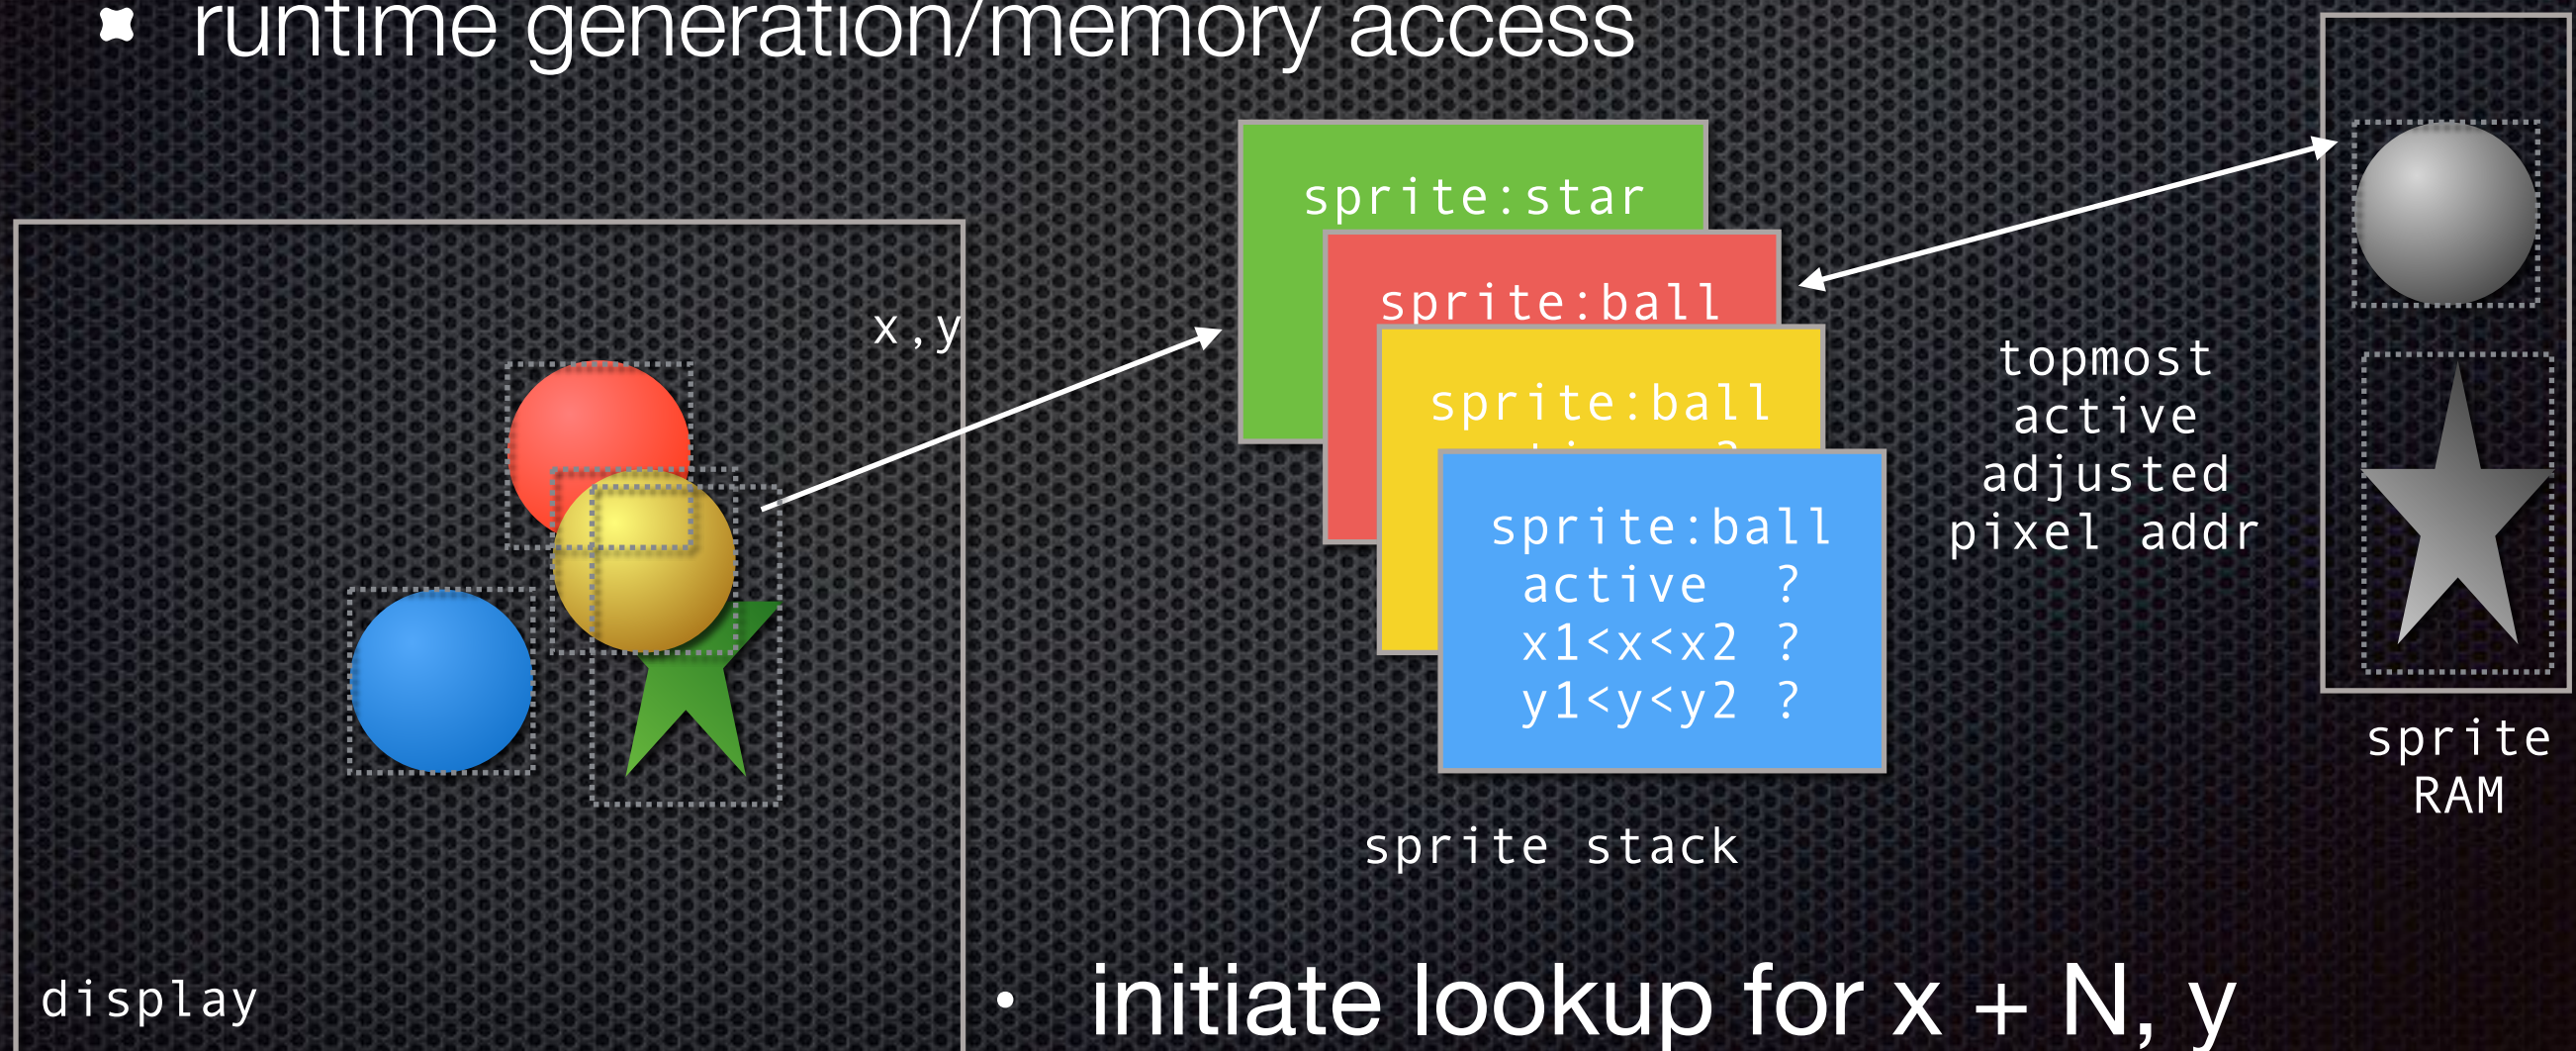 runtime generation/memory access
x,y
sprite:star
sprite:ball
sprite:ball
sprite:ball
active ?
x1<x<x2 ?
y1<y<y2 ?
topmost
active
adjusted
pixel addr
sprite
RAM
sprite stack
display
• initiate lookup for x + N, y